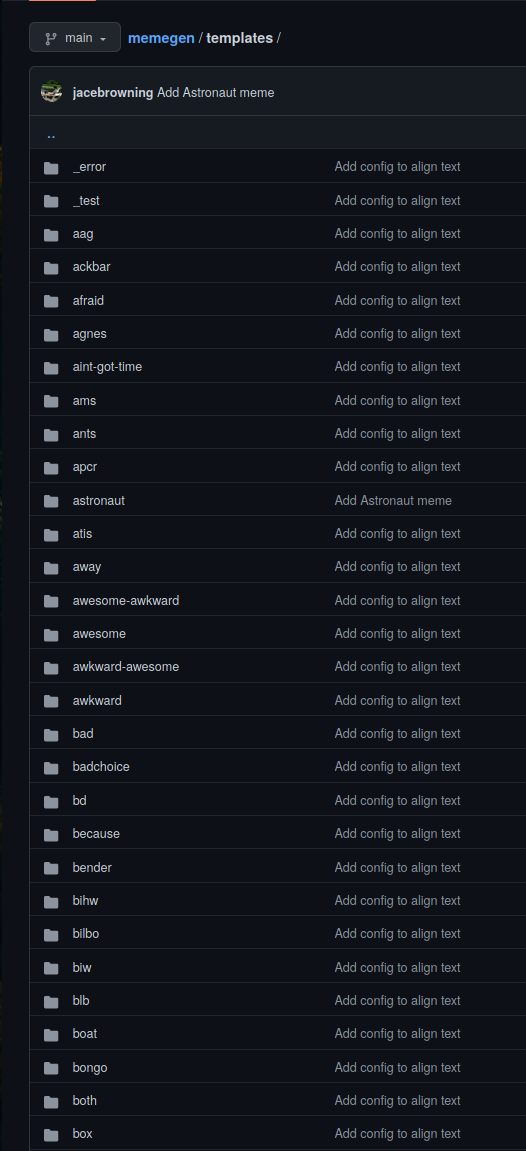 main memegen / templates /
jacebrowning Add Astronaut meme
..
_error Add config to align text
_test Add config to align text
aag Add config to align text
ackbar Add config to align text
afraid Add config to align text
agnes Add config to align text
aint-got-time Add config to align text
ams Add config to align text
ants Add config to align text
apcr Add config to align text
astronaut Add Astronaut meme
atis Add config to align text
away Add config to align text
awesome-awkward Add config to align text
awesome Add config to align text
awkward-awesome Add config to align text
awkward Add config to align text
bad Add config to align text
badchoice Add config to align text
bd Add config to align text
because Add config to align text
bender Add config to align text
bihw Add config to align text
bilbo Add config to align text
biw Add config to align text
blb Add config to align text
boat Add config to align text
bongo Add config to align text
both Add config to align text
box Add config to align text